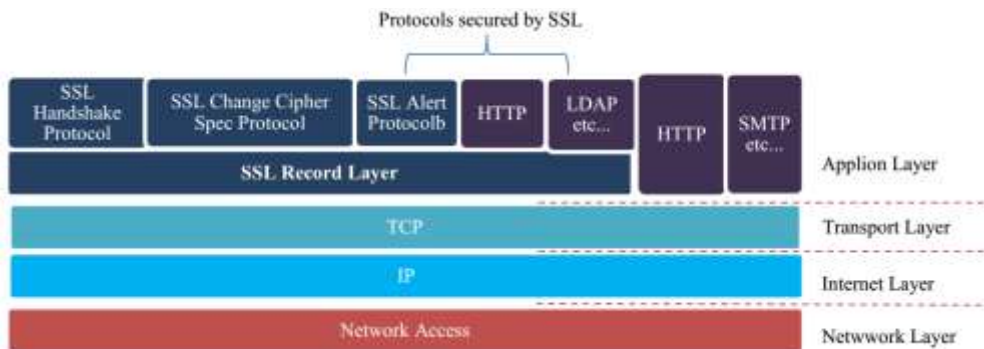 Protocols secured by SSL
SSL
Handshake
Protocol
SSL Change Cipher
Spec Protocol
SSL Alert
Protocolb
HTTP
LDAP
etc...
HTTP
SMTP
etc...
SSL Record Layer
Applion Layer
TCP
Transport Layer
IP
Internet Layer
Network Access
Netwwork Layer